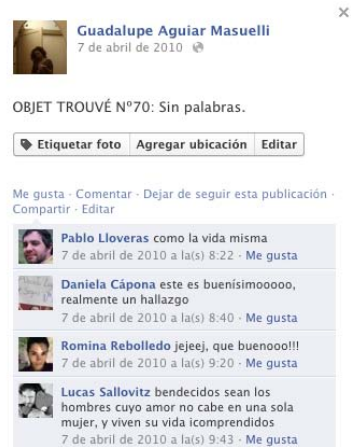 ×
Guadalupe Aguiar Masuelli
7 de abril de 2010
OBJET TROUVÉ Nº70: Sin palabras.
Etiquetar foto Agregar ubicación Editar
Me gusta · Comentar · Dejar de seguir esta publicación ·
Compartir · Editar
Pablo Lloveras como la vida misma
7 de abril de 2010 a la(s) 8:22 · Me gusta
Daniela Cápona este es buenísimooooo,
realmente un hallazgo
7 de abril de 2010 a la(s) 8:40 · Me gusta
Romina Rebolledo jejeej, que buenooo!!!
7 de abril de 2010 a la(s) 9:20 · Me gusta
Lucas Sallovitz bendecidos sean los
hombres cuyo amor no cabe en una sola
mujer, y viven su vida icomprendidos
7 de abril de 2010 a la(s) 9:43 · Me gusta